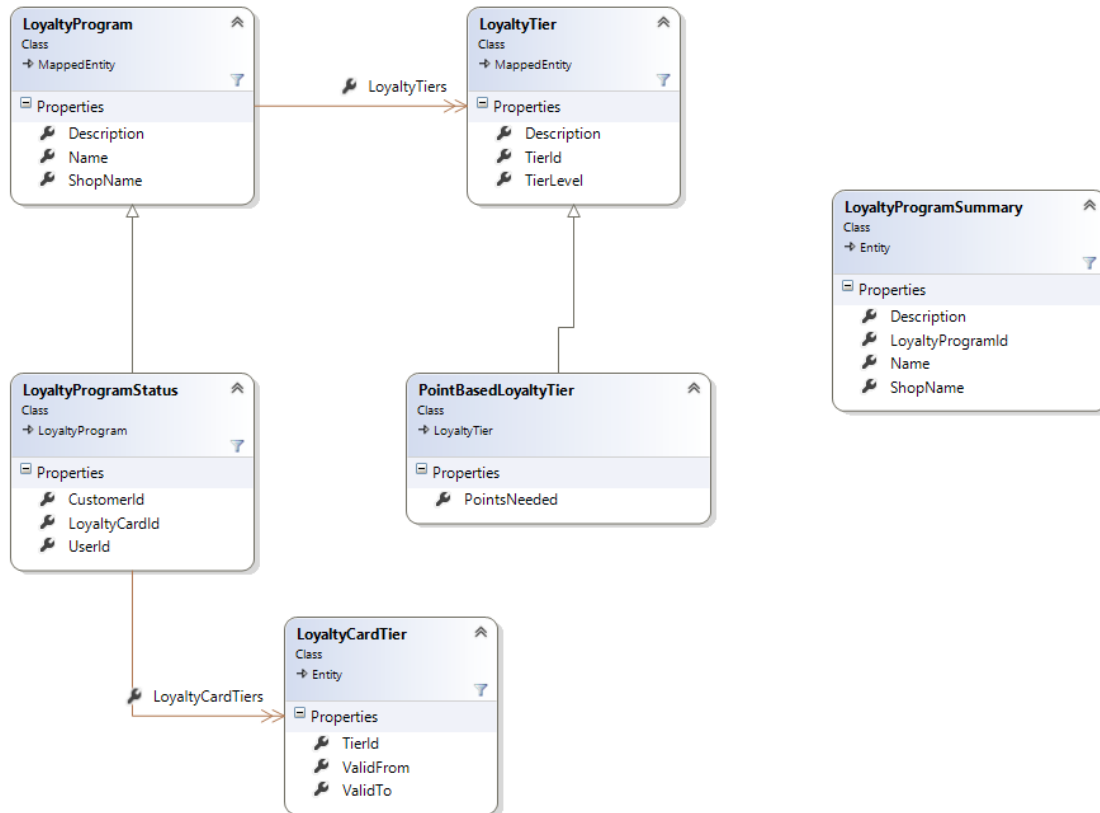 LoyaltyProgram
Class
MappedEntity
Properties
Description
Name
ShopName
LoyaltyTiers
LoyaltyTier
Class
MappedEntity
Properties
Description
TierId
TierLevel
LoyaltyProgramSummary
Class
Entity
Properties
Description
LoyaltyProgramId
Name
ShopName
LoyaltyProgramStatus
Class
LoyaltyProgram
Properties
CustomerId
LoyaltyCardId
UserId
PointBasedLoyaltyTier
Class
LoyaltyTier
Properties
PointsNeeded
LoyaltyCardTiers
LoyaltyCardTier
Class
Entity
Properties
TierId
ValidFrom
ValidTo